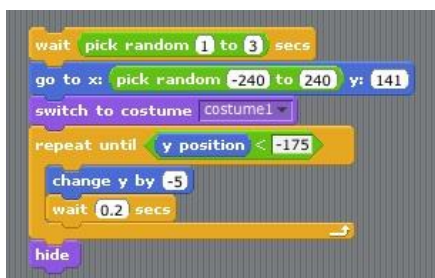 wait pick random 1 to 3 secs
go to x: pick random -240 to 240 y: 141
switch to costume costume1
repeat until y position < -175
change y by -5
wait 0.2 secs
hide